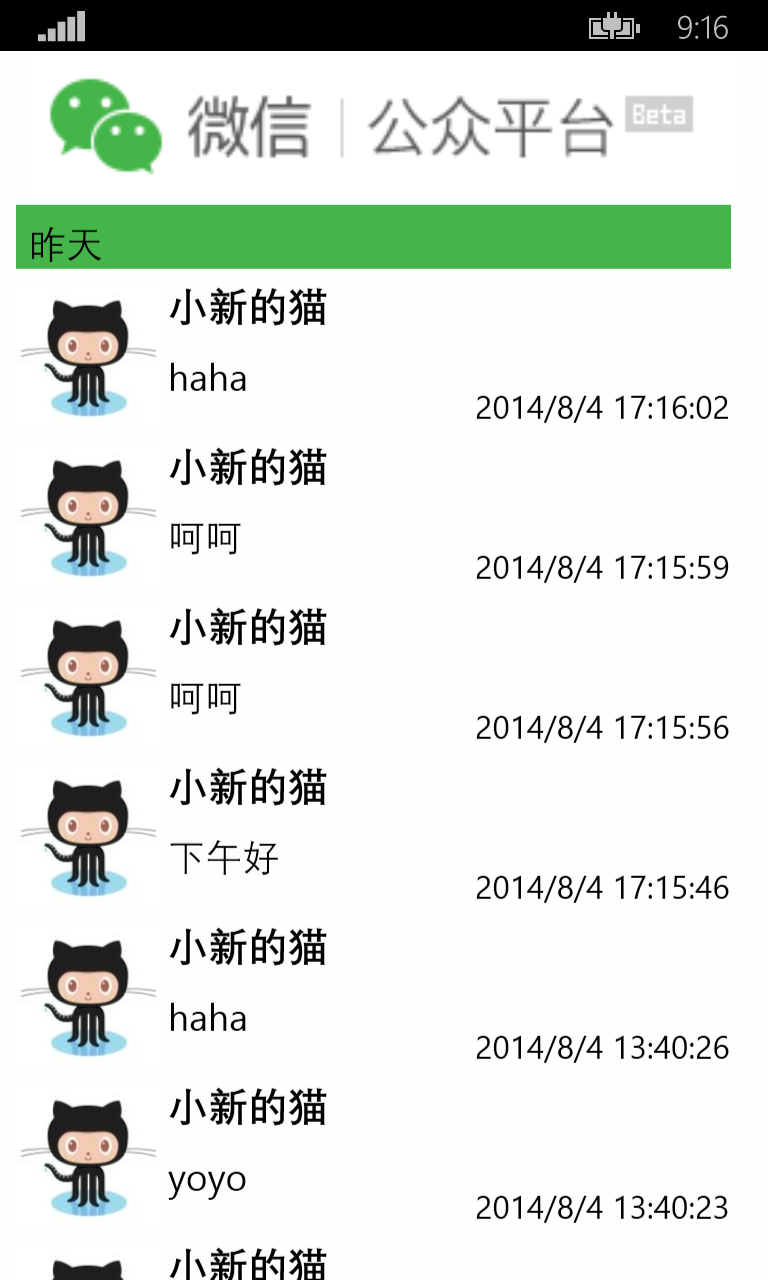 9:16
微信 | 公众平台 Beta
昨天
小新的猫
haha
2014/8/4 17:16:02
小新的猫
呵呵
2014/8/4 17:15:59
小新的猫
呵呵
2014/8/4 17:15:56
小新的猫
下午好
2014/8/4 17:15:46
小新的猫
haha
2014/8/4 13:40:26
小新的猫
yoyo
2014/8/4 13:40:23
小新的猫